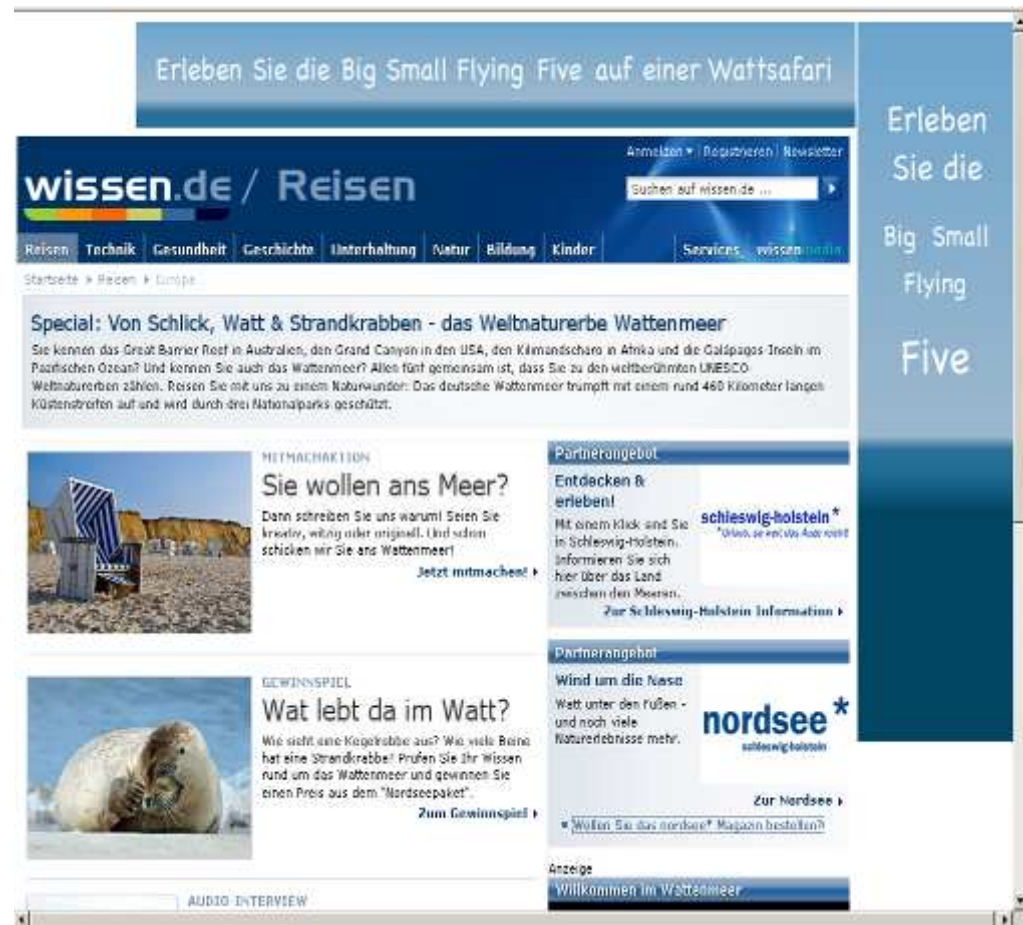 Erleben Sie die Big Small Flying Five auf einer Wattsafari
Erleben
Sie die
Big Small
Flying
Five
Anmelden | Registrieren | Newsletter
wissen.de / Reisen
Suchen auf wissen.de ...
Reisen Technik Gesundheit Geschichte Unterhaltung Natur Bildung Kinder Services wissenmedia
Startseite Reisen Europa
Special: Von Schlick, Watt & Strandkrabben - das Weltnaturerbe Wattenmeer
Sie kennen das Great Barrier Reef in Australien, den Grand Canyon in den USA, den Kilimandscharo in Afrika und die Galápagos-Inseln im
Pazifischen Ozean? Und kennen Sie auch das Wattenmeer? Allen fünf gemeinsam ist, dass Sie zu den weltberühmten UNESCO-
Weltnaturerben zählen. Reisen Sie mit uns zu einem Naturwunder: Das deutsche Wattenmeer trumpft mit einem rund 460 Kilometer langen
Küstenstreifen auf und wird durch drei Nationalparks geschützt.
MITMACHAKTION
Sie wollen ans Meer?
Dann schreiben Sie uns warum! Seien Sie
kreativ, witzig oder originell. Und schon
schicken wir Sie ans Wattenmeer!
Jetzt mitmachen!
Partnerangebot
Entdecken &
erleben!
Mit einem Klick sind Sie
in Schleswig-Holstein.
Informieren Sie sich
hier über das Land
zwischen den Meeren.
schleswig-holstein*
Zur Schleswig-Holstein Information
GEWINNSPIEL
Wat lebt da im Watt?
Wie sieht eine Kegelrobbe aus? Wie viele Beine
hat eine Strandkrabbe? Prüfen Sie Ihr Wissen
rund um das Wattenmeer und gewinnen Sie
einen Preis aus dem "Nordseepaket".
Zum Gewinnspiel
Partnerangebot
Wind um die Nase
Watt unter den Füßen -
und noch viele
Naturerlebnisse mehr.
nordsee*
schleswig-holstein
Zur Nordsee
Wollen Sie das nordsee* Magazin bestellen?
Anzeige
Willkommen im Wattenmeer
AUDIO-INTERVIEW